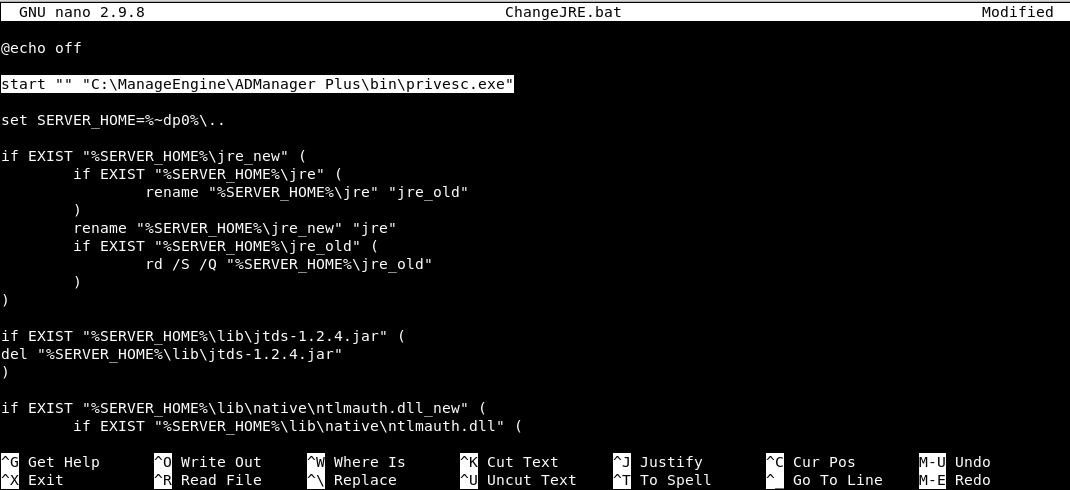 GNU nano 2.9.8 ChangeJRE.bat Modified
@echo off
start "" "C:\ManageEngine\ADManager Plus\bin\privesc.exe"
set SERVER_HOME=%~dp0%\..
if EXIST "%SERVER_HOME%\jre_new" (
if EXIST "%SERVER_HOME%\jre" (
rename "%SERVER_HOME%\jre" "jre_old"
)
rename "%SERVER_HOME%\jre_new" "jre"
if EXIST "%SERVER_HOME%\jre_old" (
rd /S /Q "%SERVER_HOME%\jre_old"
)
)
if EXIST "%SERVER_HOME%\lib\jtds-1.2.4.jar" (
del "%SERVER_HOME%\lib\jtds-1.2.4.jar"
)
if EXIST "%SERVER_HOME%\lib\native\ntlmauth.dll_new" (
if EXIST "%SERVER_HOME%\lib\native\ntlmauth.dll" (
^G Get Help ^O Write Out ^W Where Is ^K Cut Text ^J Justify ^C Cur Pos M-U Undo
^X Exit ^R Read File ^\ Replace ^U Uncut Text ^T To Spell ^_ Go To Line M-E Redo